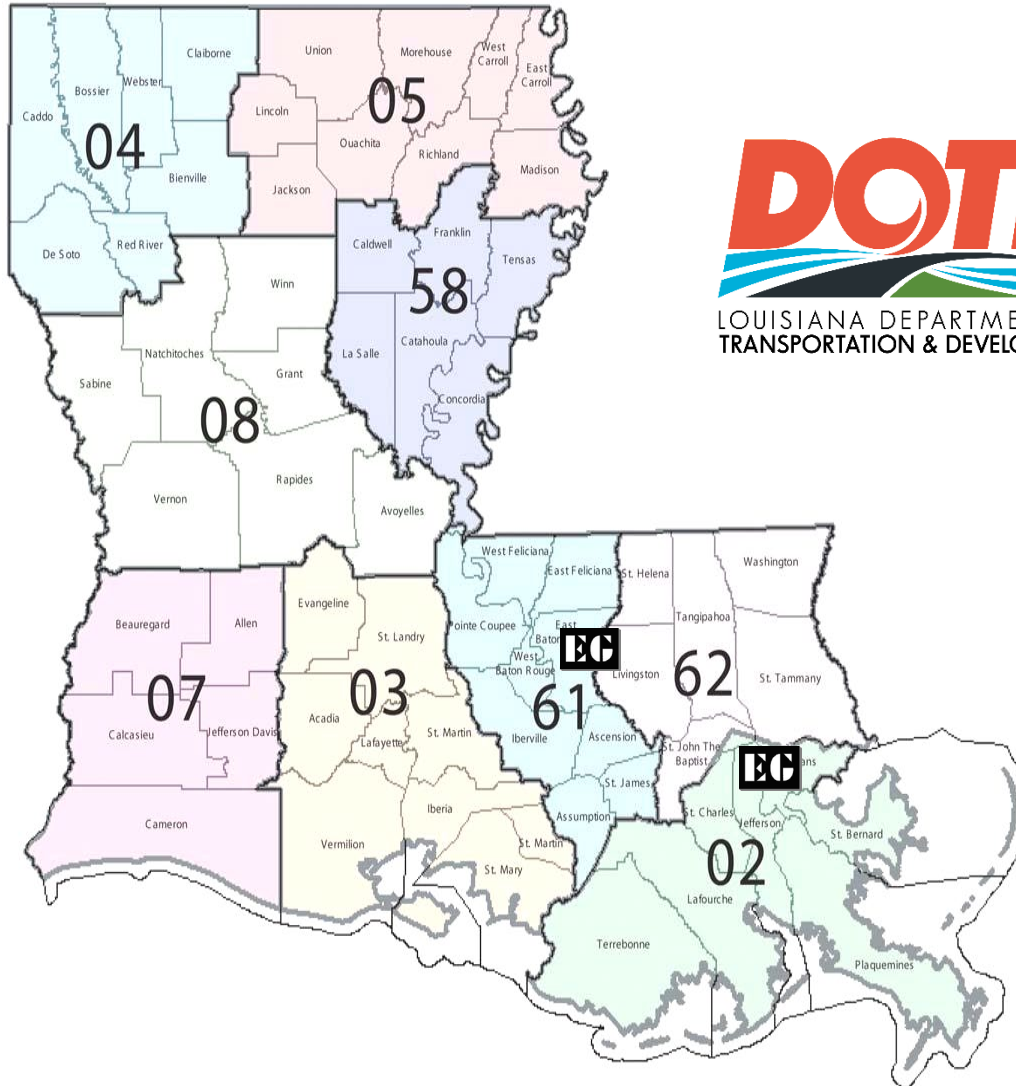 Claiborne
Union
Morehouse
West
Carroll
East
Carroll
Webster
Bossier
Caddo
05
Lincoln
04
Ouachita
Richland
Bienville
Madison
Jackson
DOT
LOUISIANA DEPARTME
TRANSPORTATION & DEVELO
Franklin
Caldwell
Red River
De Soto
Tensas
Winn
58
Natchitoches
La Salle
Catahoula
Grant
Sabine
Concordia
08
Rapides
Vernon
Avoyelles
West Feliciana
East Feliciana
St. Helena
Washington
Evangeline
Tangipahoa
Beauregard
Allen
ointe Coupee
East
Baton
St. Landry
EG
West
Baton Rouge
Livingston
62
St. Tammany
07
03
61
Acadia
Calcasieu
Jefferson Davis
Lafayette
St. Martin
Iberville
Ascension
St. John The
Baptist
EG
ans
St. James
Iberia
Assumption
St. Charles
Jefferson
Cameron
St. Bernard
Vermilion
St. Martin
St. Mary
02
Lafourche
Terrebonne
Plaquemines